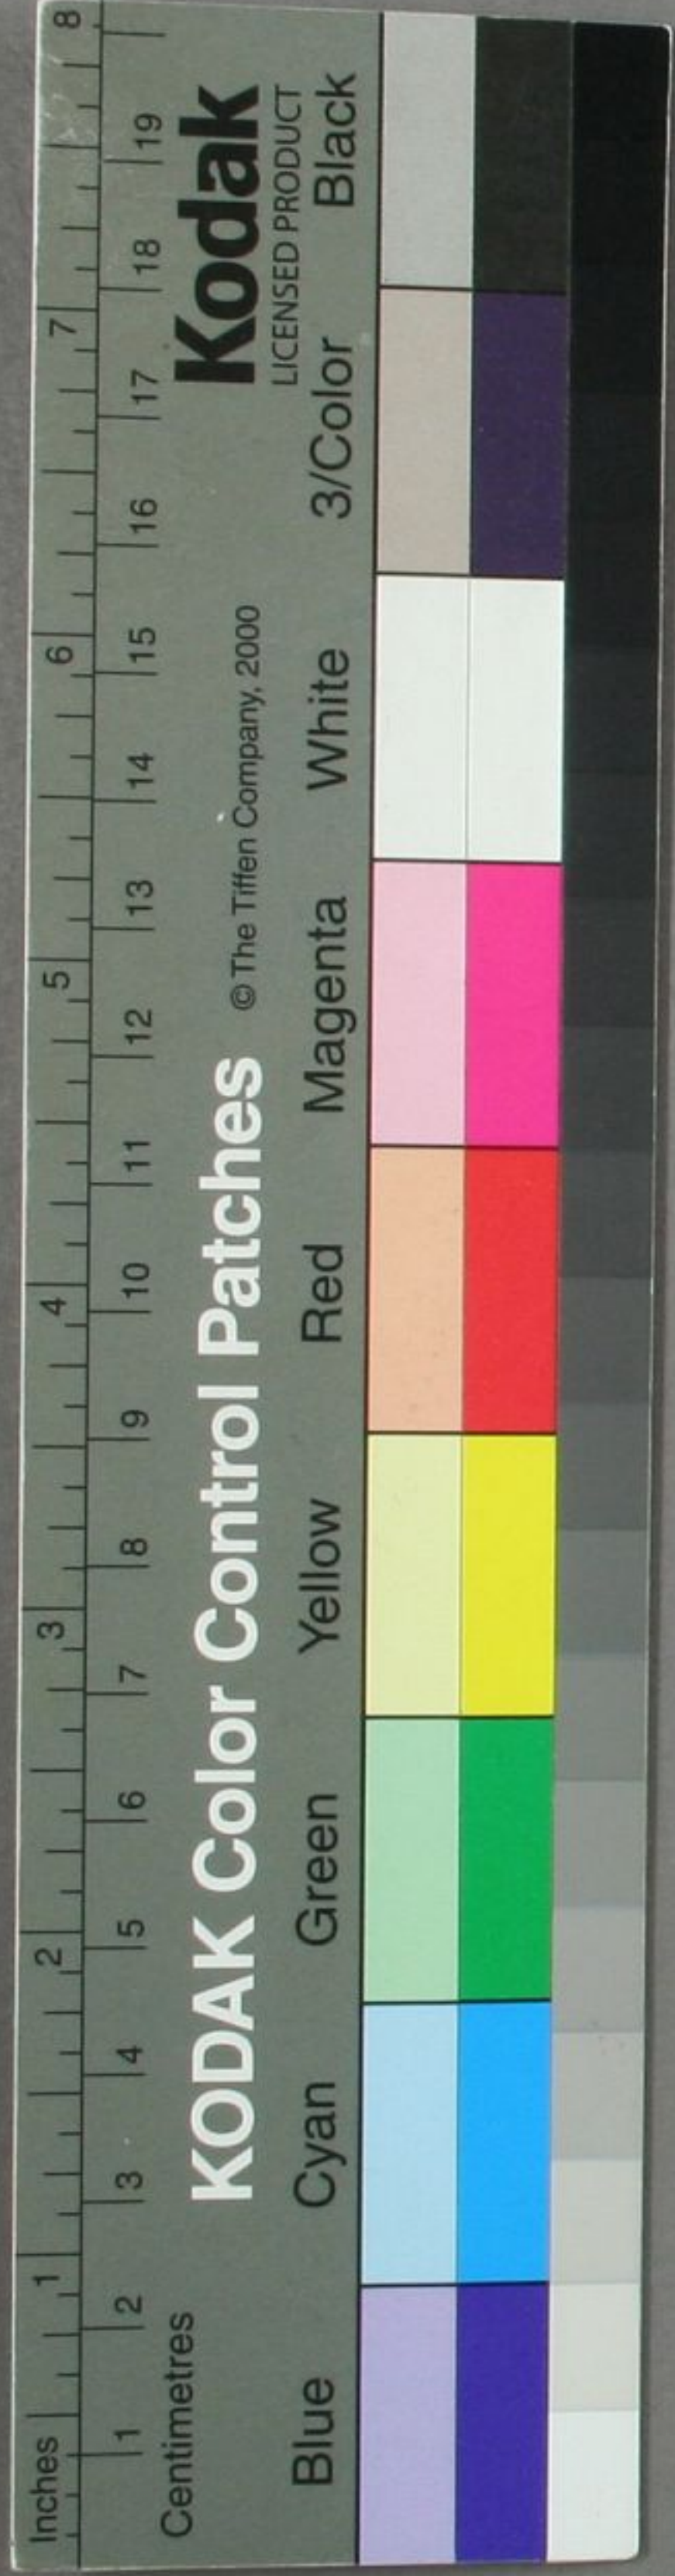 Inches 1 2 3 4 5 6 7 8
1 2 3 4 5 6 7 8 9 10 11 12 13 14 15 16 17 18 19
Centimetres
KODAK Color Control Patches © The Tiffen Company, 2000 Kodak
LICENSED PRODUCT
Blue Cyan Green Yellow Red Magenta White 3/Color Black